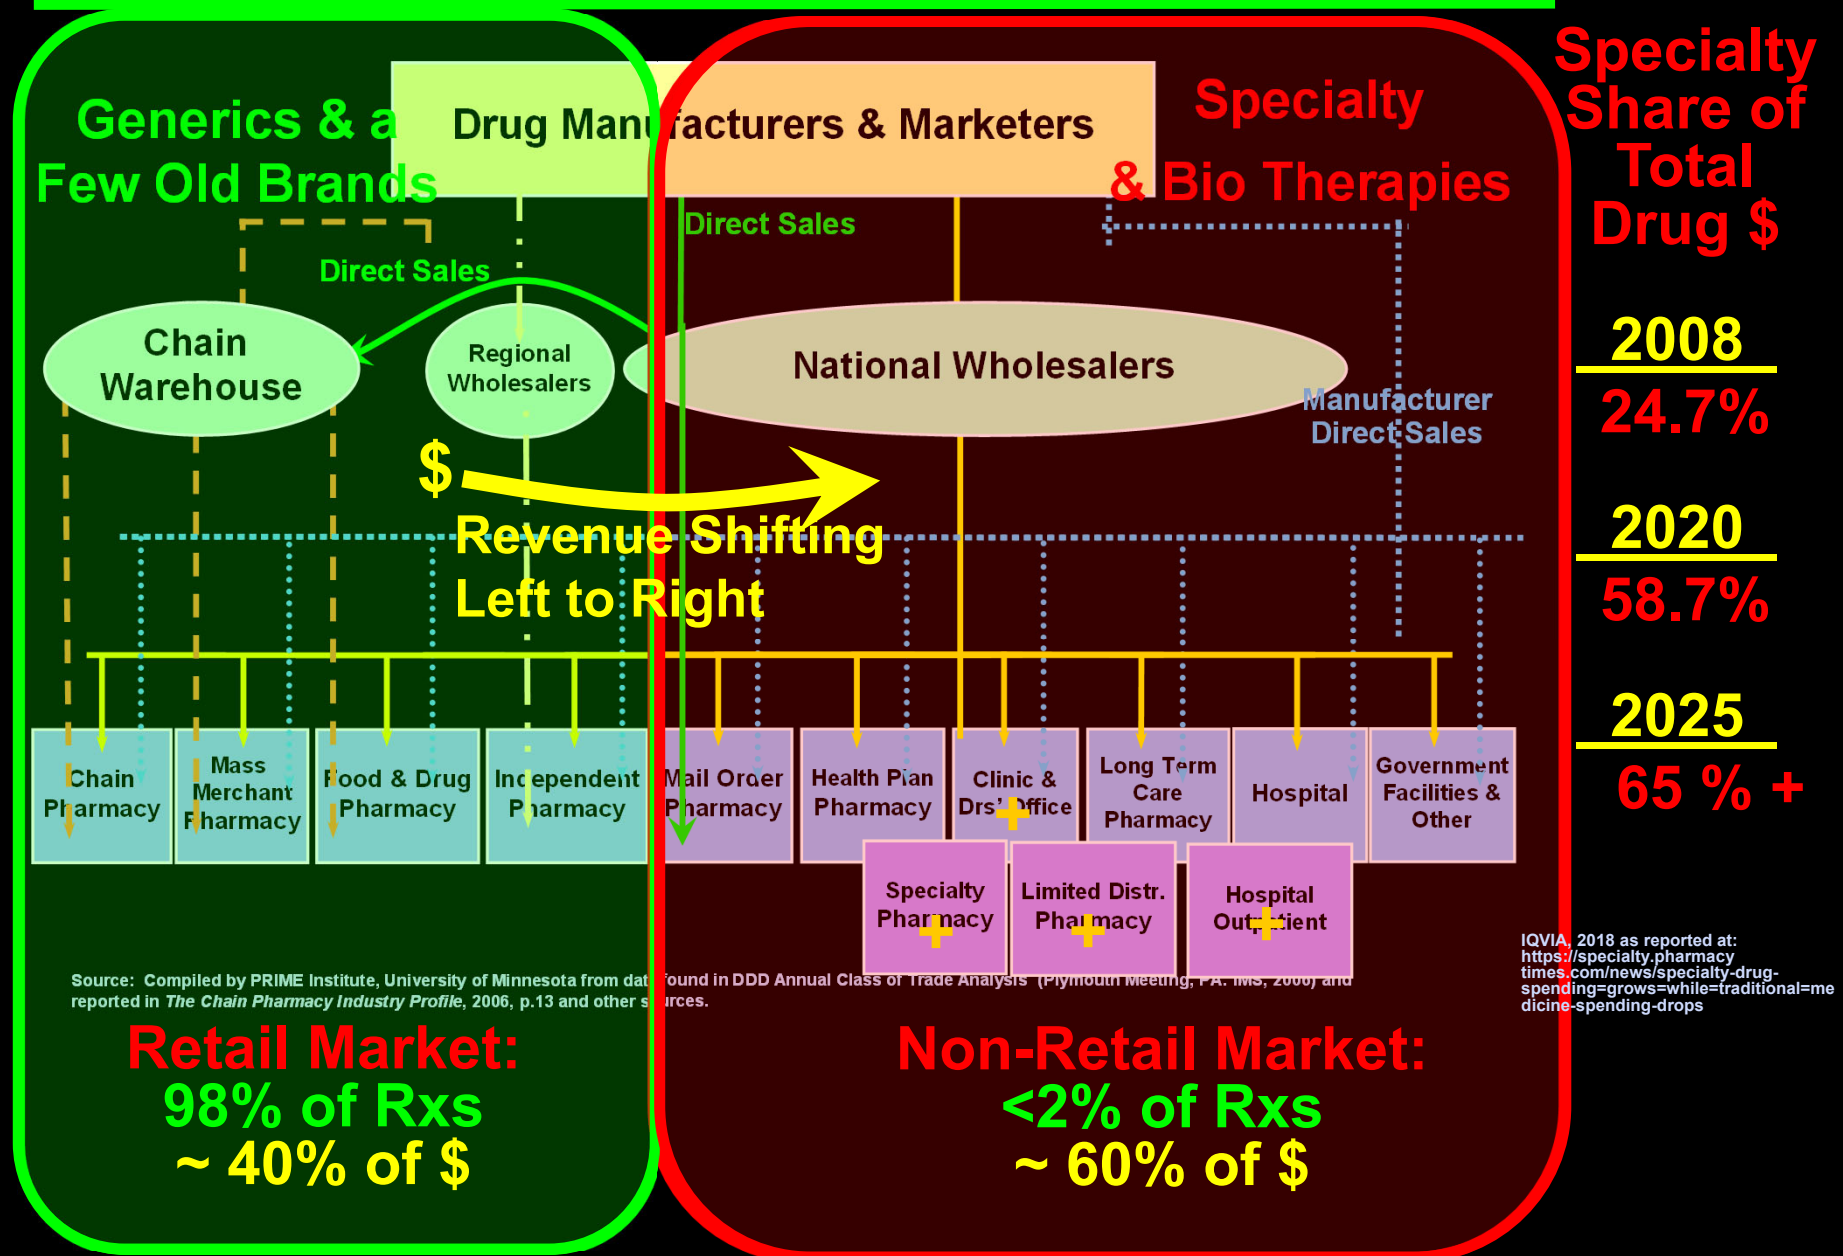 Generics & a
Few Old Brands
Drug Manufacturers & Marketers
Specialty
& Bio Therapies
Specialty
Share of
Total
Drug $
Direct Sales
Direct Sales
Chain
Warehouse
Regional
Wholesalers
National Wholesalers
Manufacturer
Direct Sales
2008
24.7%
$
Revenue Shifting
Left to Right
2020
58.7%
2025
65 % +
Chain
Pharmacy
Mass
Merchant
Pharmacy
Food & Drug
Pharmacy
Independent
Pharmacy
Mail Order
Pharmacy
Health Plan
Pharmacy
Clinic &
Drs' Office
Long Term
Care
Pharmacy
Hospital
Government
Facilities &
Other
Specialty
Pharmacy
Limited Distr.
Pharmacy
Hospital
Outpatient
Source: Compiled by PRIME Institute, University of Minnesota from data found in DDD Annual Class of Trade Analysis (Plymouth Meeting, PA: IMS, 2006) and
reported in The Chain Pharmacy Industry Profile, 2006, p.13 and other sources.
IQVIA, 2018 as reported at:
https://specialty.pharmacy
times.com/news/specialty-drug-
spending=grows=while=traditional=me
dicine-spending-drops
Retail Market:
98% of Rxs
~ 40% of $
Non-Retail Market:
<2% of Rxs
~ 60% of $